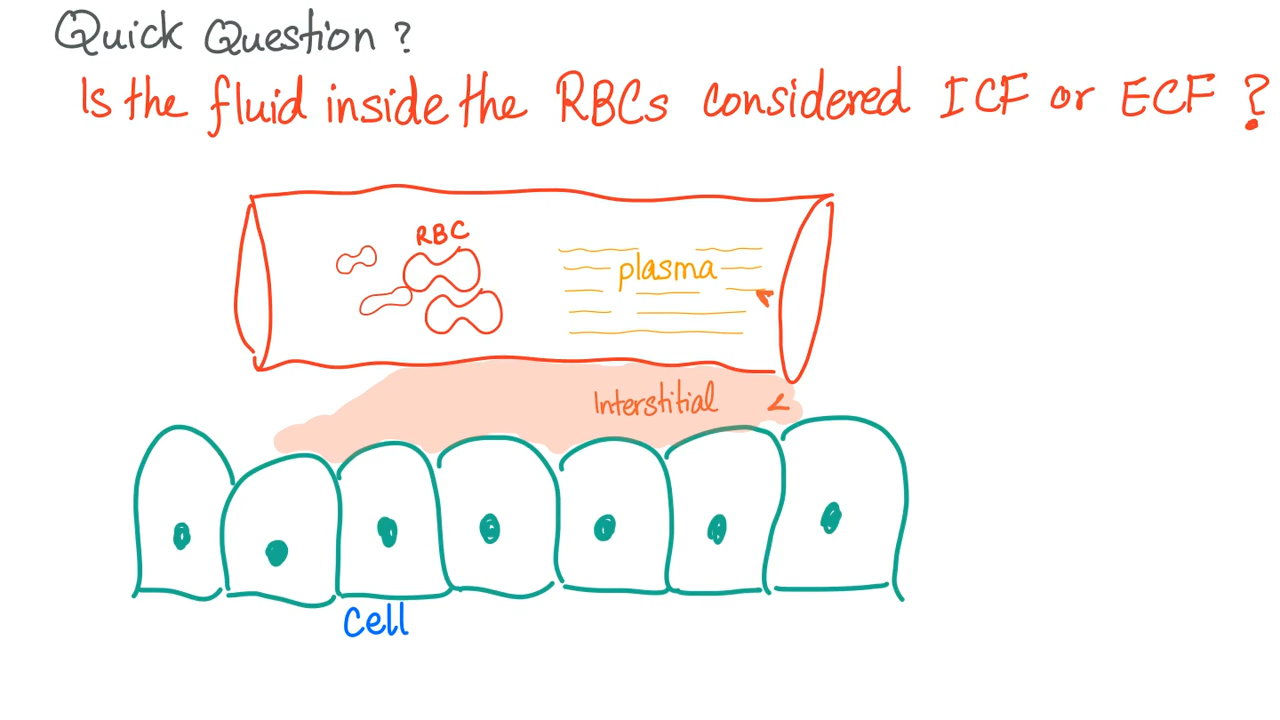 Quick Question ?
Is the fluid inside the RBCs considered ICF or ECF ?
RBC
plasma
Interstitial
Cell